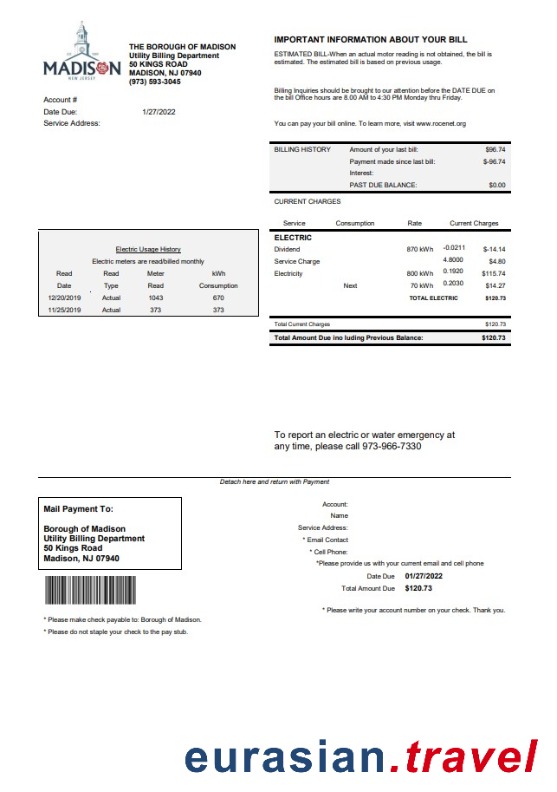 MADISON
NEW JERSEY
THE BOROUGH OF MADISON
Utility Billing Department
50 KINGS ROAD
MADISON, NJ 07940
(973) 593-3045
Account #
Date Due: 1/27/2022
Service Address:
IMPORTANT INFORMATION ABOUT YOUR BILL
ESTIMATED BILL-When an actual motor reading is not obtained, the bill is
estimated. The estimated bill is based on previous usage.
Billing Inquiries should be brought to our attention before the DATE DUE on
the bill Office hours are 8.00 AM to 4:30 PM Monday thru Friday.
You can pay your bill online. To learn more, visit www.rocenet.org
BILLING HISTORY Amount of your last bill: $96.74
Payment made since last bill: $-96.74
Interest:
PAST DUE BALANCE: $0.00
CURRENT CHARGES
Service Consumption Rate Current Charges
ELECTRIC
Dividend 870 kWh -0.0211 $-14.14
Service Charge 4.8000 $4.80
Electricity 800 kWh 0.1920 $115.74
Next 70 kWh 0.2030 $14.27
TOTAL ELECTRIC $120.73
Total Current Charges $120.73
Total Amount Due inc luding Previous Balance: $120.73
Electric Usage History
Electric meters are read/billed monthly
Read Read Meter kWh
Date Type Read Consumption
12/20/2019 Actual 1043 670
11/25/2019 Actual 373 373
To report an electric or water emergency at
any time, please call 973-966-7330
Detach here and return with Payment
Mail Payment To:
Borough of Madison
Utility Billing Department
50 Kings Road
Madison, NJ 07940
* Please make check payable to: Borough of Madison.
* Please do not staple your check to the pay stub.
Account:
Name
Service Address:
* Email Contact
* Cell Phone:
*Please provide us with your current email and cell phone
Date Due 01/27/2022
Total Amount Due $120.73
* Please write your account number on your check. Thank you.
eurasian.travel